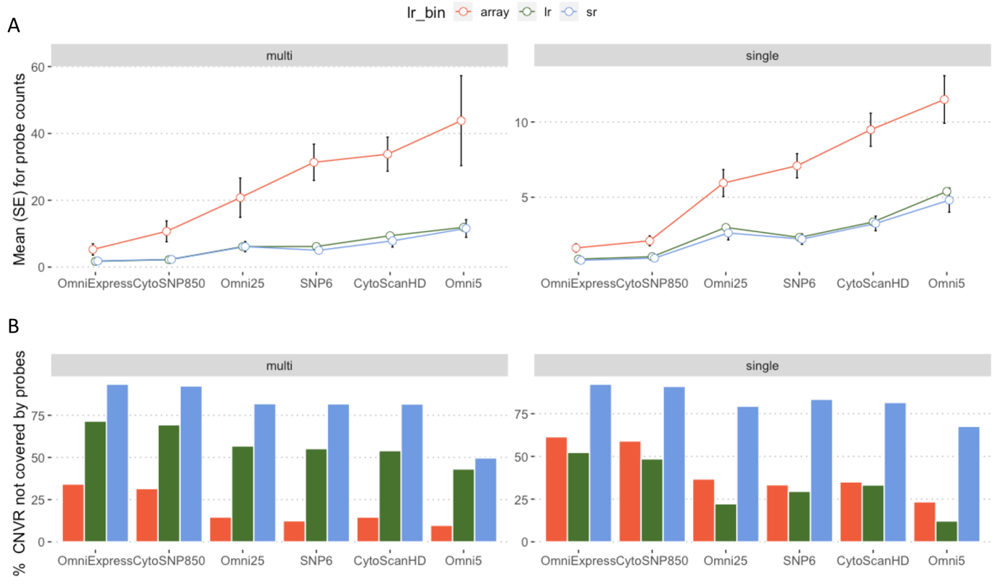 lr_bin array lr sr
A
multi single
Mean (SE) for probe counts
60
40
20
0
10
5
OmniExpress CytoSNP850 Omni25 SNP6 CytoScanHD Omni5
OmniExpress CytoSNP850 Omni25 SNP6 CytoScanHD Omni5
B
multi single
% CNVR not covered by probes
75
50
25
0
75
50
25
0
OmniExpress CytoSNP850 Omni25 SNP6 CytoScanHD Omni5
OmniExpress CytoSNP850 Omni25 SNP6 CytoScanHD Omni5